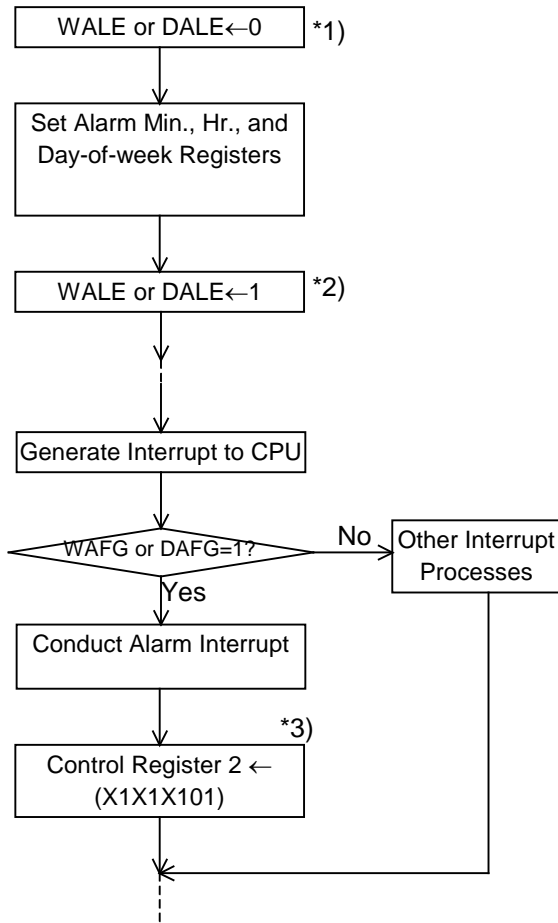 WALE or DALE←0
*1)
Set Alarm Min., Hr., and
Day-of-week Registers
WALE or DALE←1
*2)
Generate Interrupt to CPU
WAFG or DAFG=1?
No
Other Interrupt
Processes
Yes
Conduct Alarm Interrupt
*3)
Control Register 2 ←
(X1X1X101)